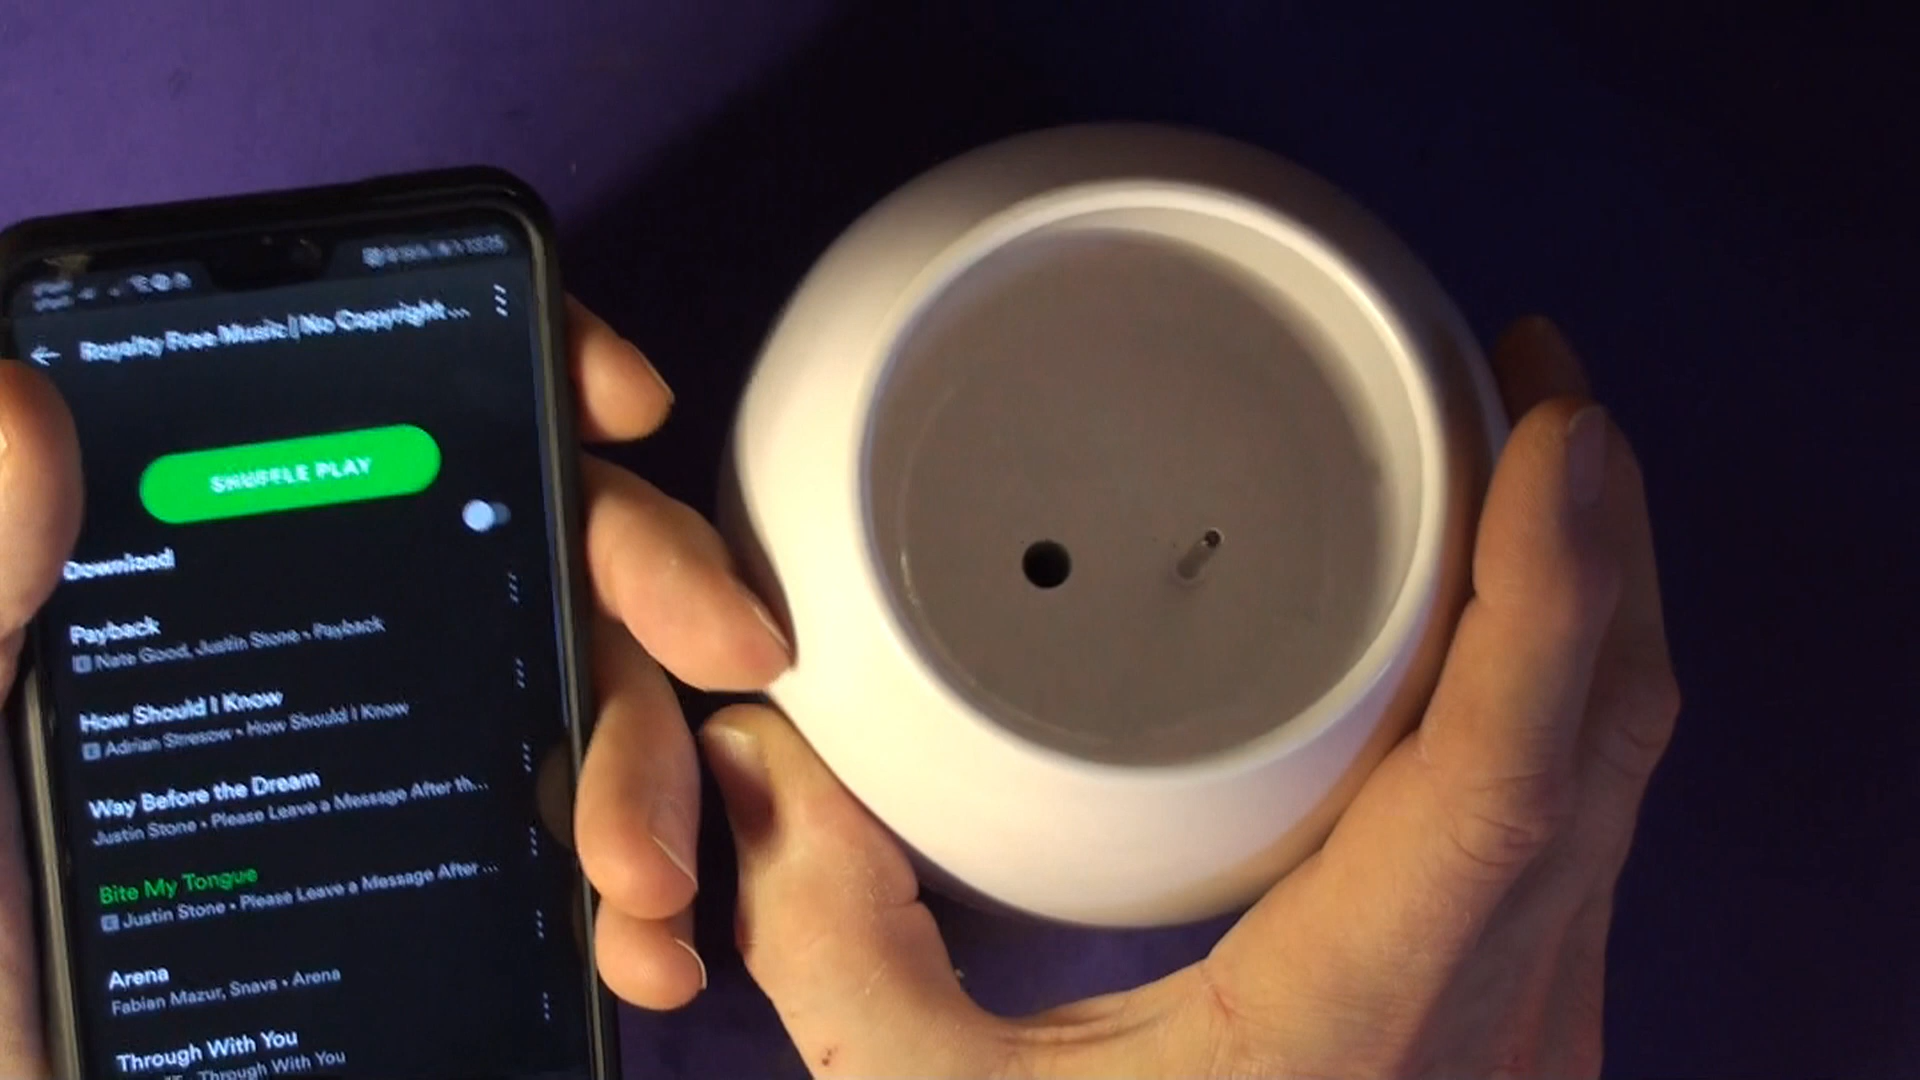 Royalty Free Music | No Copyright ...
SHUFFLE PLAY
Download
Payback
E Nate Good, Justin Stone • Payback
How Should I Know
E Adrian Stresow • How Should I Know
Way Before the Dream
Justin Stone • Please Leave a Message After th...
Bite My Tongue
E Justin Stone • Please Leave a Message After ...
Arena
Fabian Mazur, Snavs • Arena
Through With You
Through With You